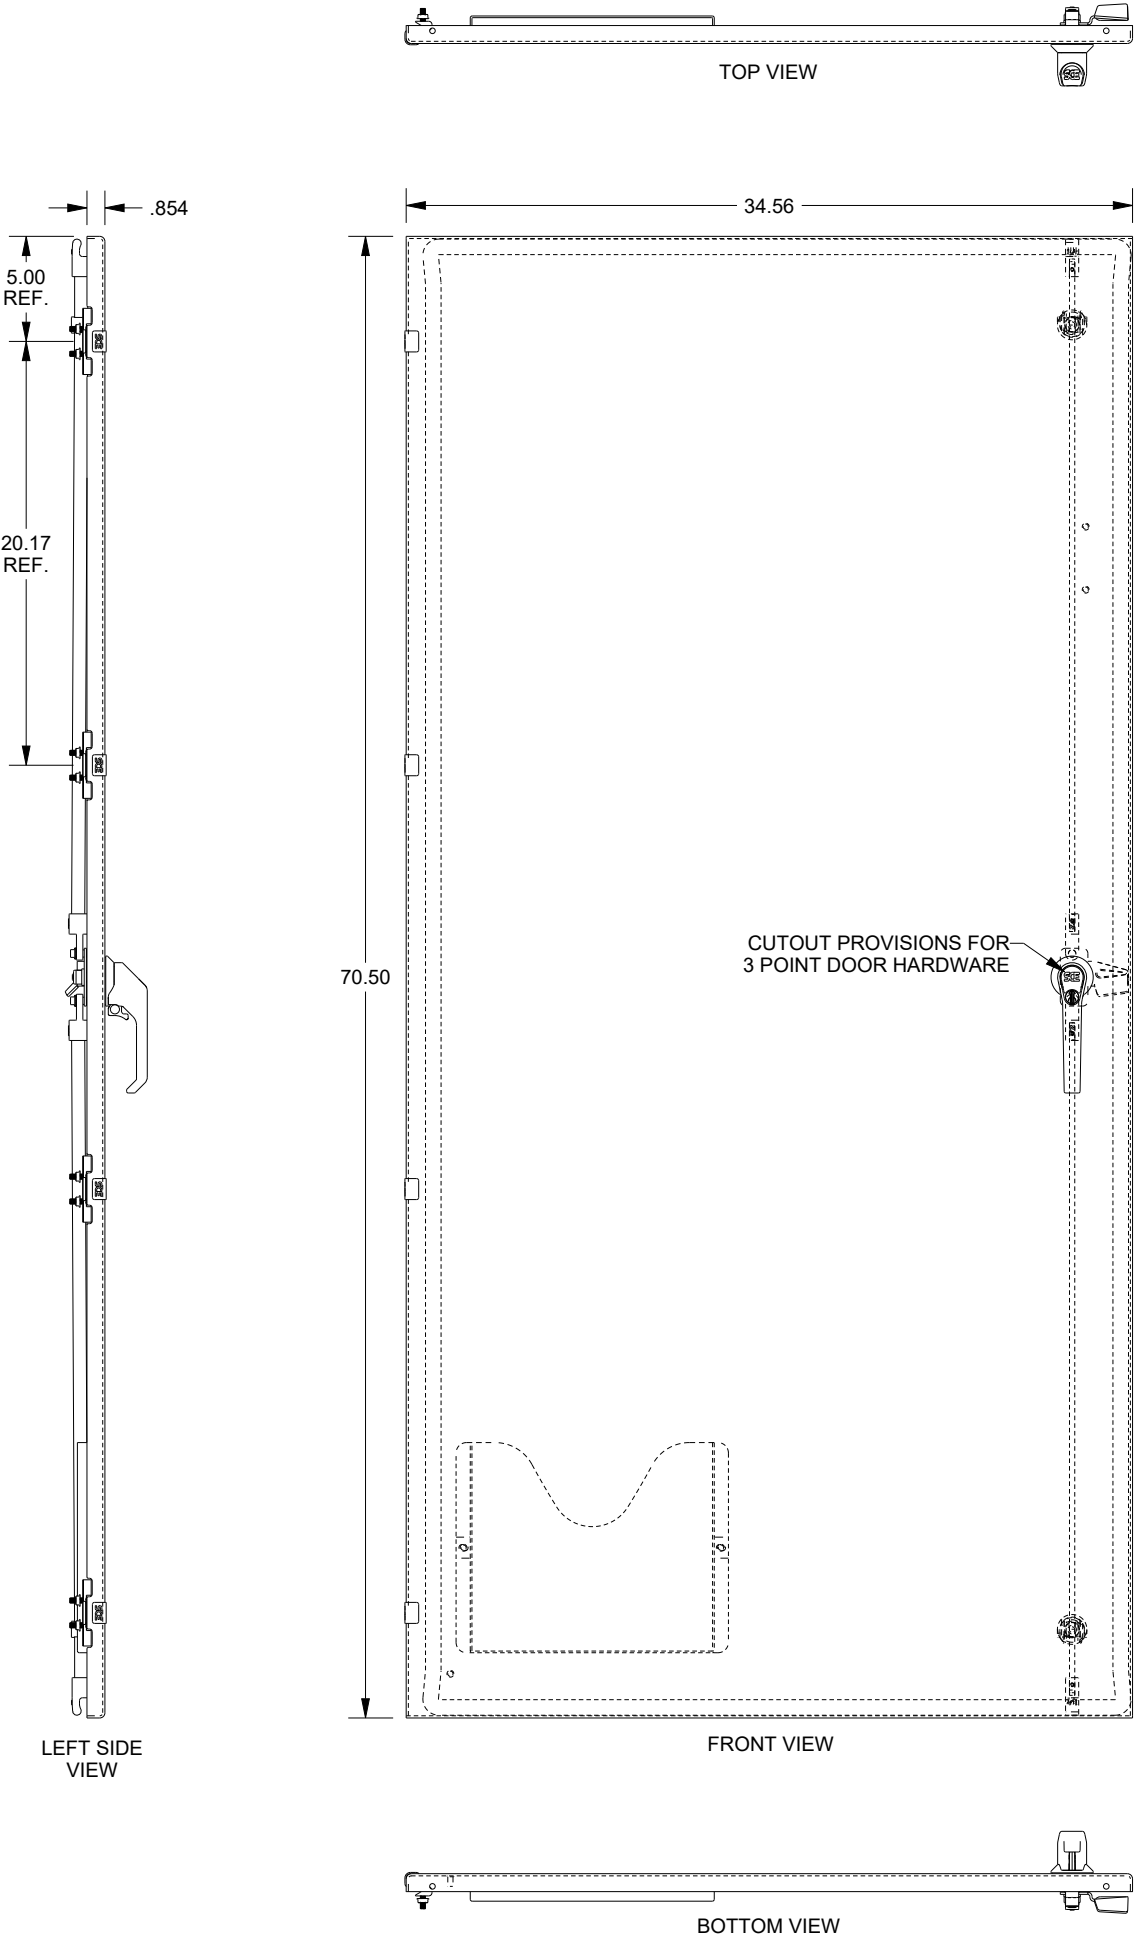 TOP VIEW
.854
34.56
5.00
REF.
20.17
REF.
CUTOUT PROVISIONS FOR
3 POINT DOOR HARDWARE
70.50
LEFT SIDE
VIEW
FRONT VIEW
BOTTOM VIEW